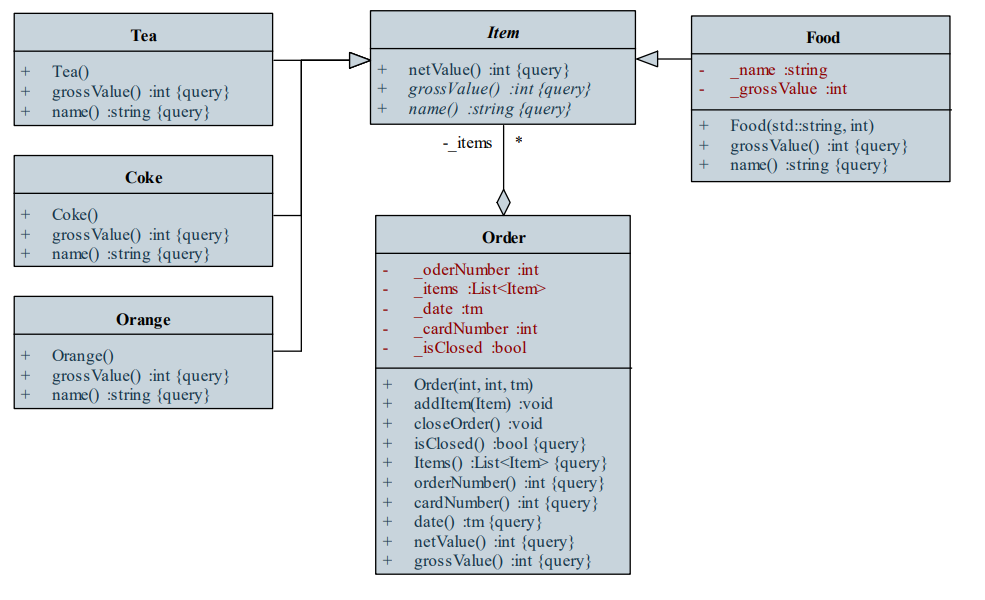 Tea
+ Tea()
+ grossValue() :int {query}
+ name() :string {query}
Coke
+ Coke()
+ grossValue() :int {query}
+ name() :string {query}
Orange
+ Orange()
+ grossValue() :int {query}
+ name() :string {query}
Item
+ netValue() :int {query}
+ grossValue() :int {query}
+ name() :string {query}
-_items *
Order
- _oderNumber :int
- _items :List<Item>
- _date :tm
- _cardNumber :int
- _isClosed :bool
+ Order(int, int, tm)
+ addItem(Item) :void
+ closeOrder() :void
+ isClosed() :bool {query}
+ Items() :List<Item> {query}
+ orderNumber() :int {query}
+ cardNumber() :int {query}
+ date() :tm {query}
+ netValue() :int {query}
+ grossValue() :int {query}
Food
- _name :string
- _grossValue :int
+ Food(std::string, int)
+ grossValue() :int {query}
+ name() :string {query}